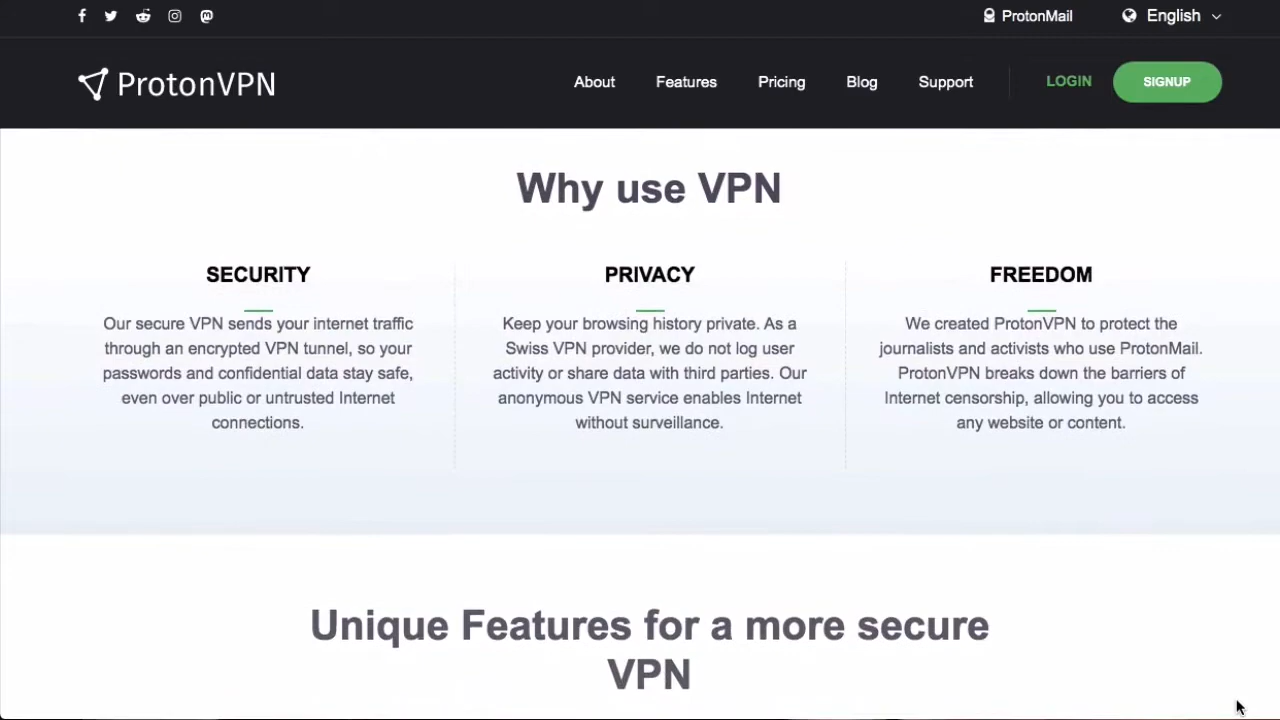 ProtonMail
English
ProtonVPN
About
Features
Pricing
Blog
Support
LOGIN
SIGNUP
Why use VPN
SECURITY
Our secure VPN sends your internet traffic
through an encrypted VPN tunnel, so your
passwords and confidential data stay safe,
even over public or untrusted Internet
connections.
PRIVACY
Keep your browsing history private. As a
Swiss VPN provider, we do not log user
activity or share data with third parties. Our
anonymous VPN service enables Internet
without surveillance.
FREEDOM
We created ProtonVPN to protect the
journalists and activists who use ProtonMail.
ProtonVPN breaks down the barriers of
Internet censorship, allowing you to access
any website or content.
Unique Features for a more secure
VPN